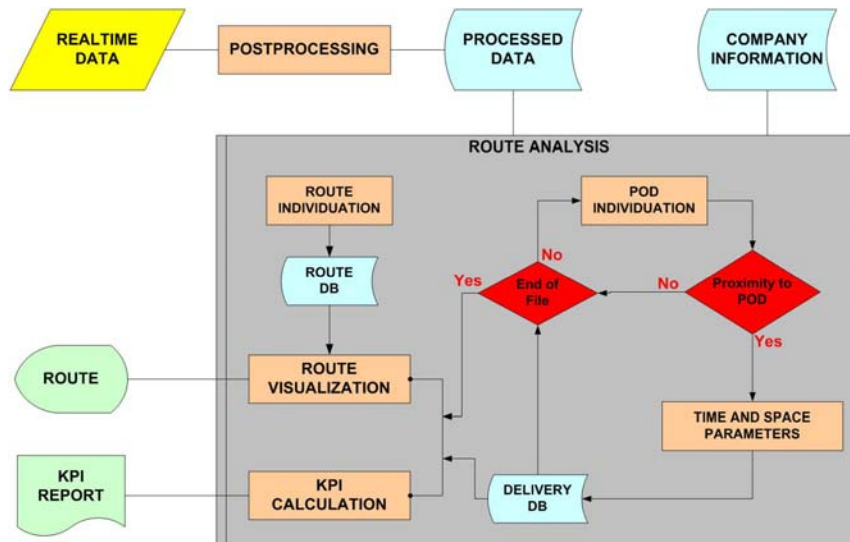 REALTIME
DATA
POSTPROCESSING
PROCESSED
DATA
COMPANY
INFORMATION
ROUTE ANALYSIS
ROUTE
INDIVIDUATION
POD
INDIVIDUATION
No
ROUTE
DB
Yes
End of
File
No
Proximity to
POD
Yes
ROUTE
ROUTE
VISUALIZATION
TIME AND SPACE
PARAMETERS
KPI
REPORT
KPI
CALCULATION
DELIVERY
DB